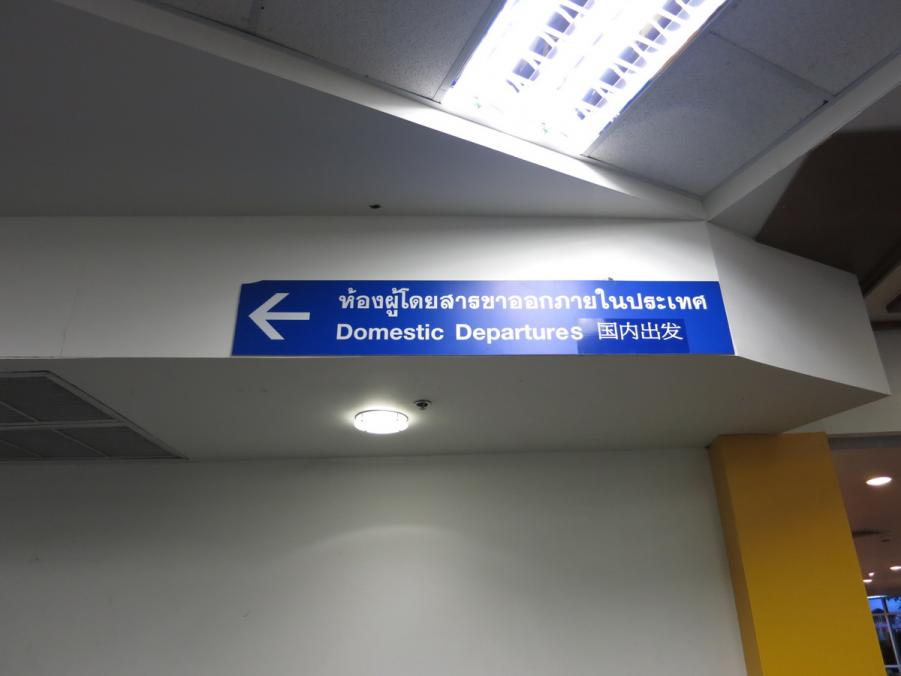 ห้องผู้โดยสารขาออกภายในประเทศ
Domestic Departures 国内出发